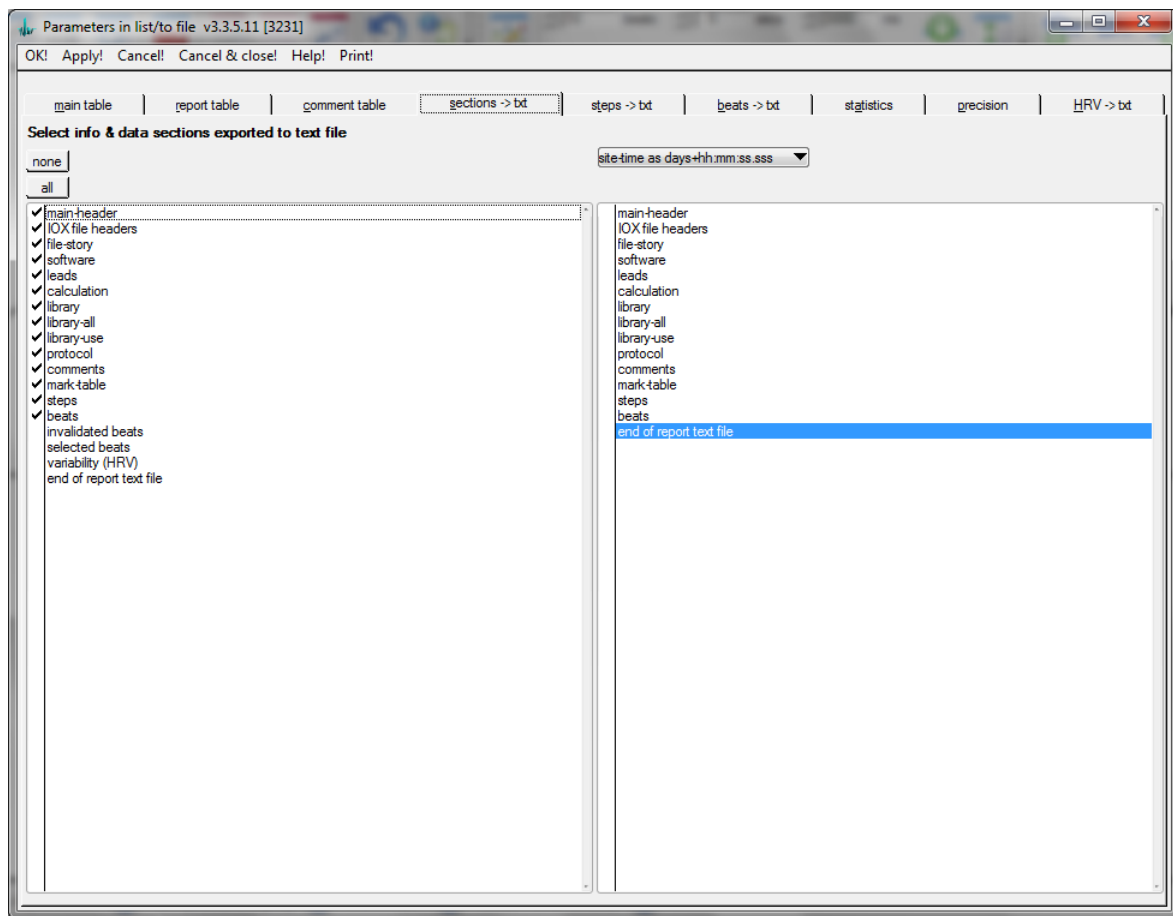 Parameters in list/to file v3.3.5.11 [3231]
OK! Apply! Cancel! Cancel & close! Help! Print!
main table report table comment table sections -> txt steps -> txt beats -> txt statistics precision HRV -> txt
Select info & data sections exported to text file
none
site-time as days+hh:mm:ss.sss
all
main-header
IOX file headers
file-story
software
leads
calculation
library
library-all
library-use
protocol
comments
mark-table
steps
beats
invalidated beats
selected beats
variability (HRV)
end of report text file
main-header
IOX file headers
file-story
software
leads
calculation
library
library-all
library-use
protocol
comments
mark-table
steps
beats
end of report text file